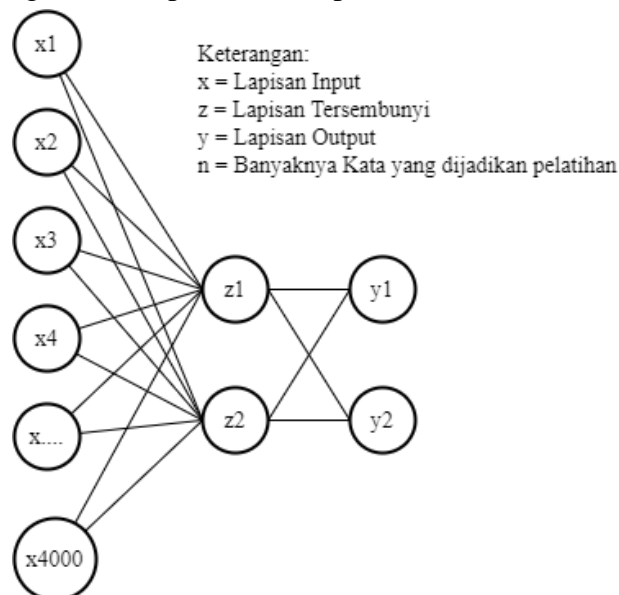 x1
Keterangan:
x = Lapisan Input
z = Lapisan Tersembunyi
y = Lapisan Output
n = Banyaknya Kata yang dijadikan pelatihan
x2
x3
x4
x....
x4000
z1
z2
y1
y2